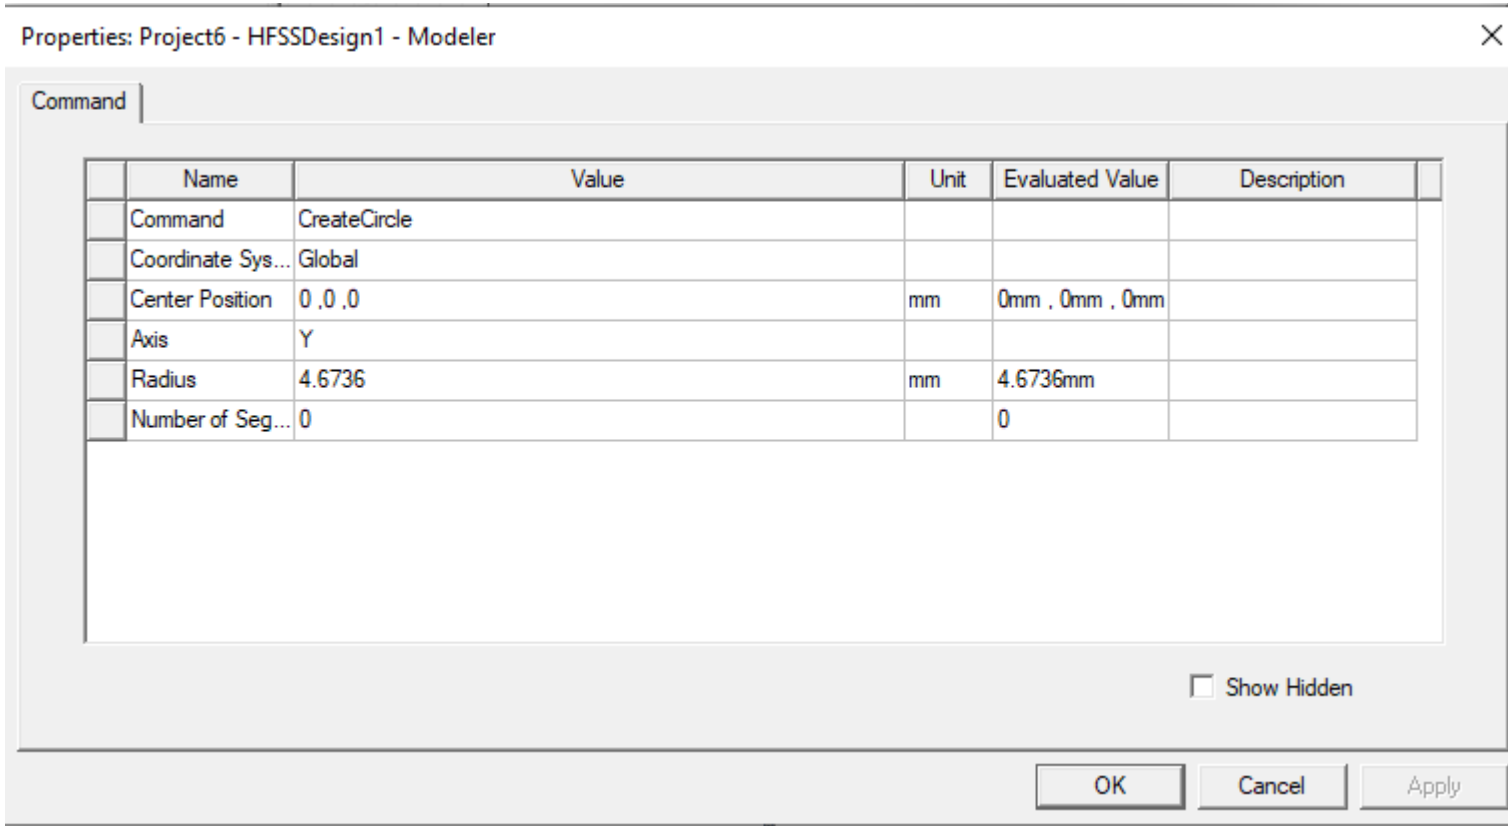 Properties: Project6 - HFSSDesign1 - Modeler
Command
Name Value Unit Evaluated Value Description
Command CreateCircle
Coordinate Sys... Global
Center Position 0 ,0 ,0 mm 0mm , 0mm , 0mm
Axis Y
Radius 4.6736 mm 4.6736mm
Number of Seg... 0 0
Show Hidden
OK Cancel Apply